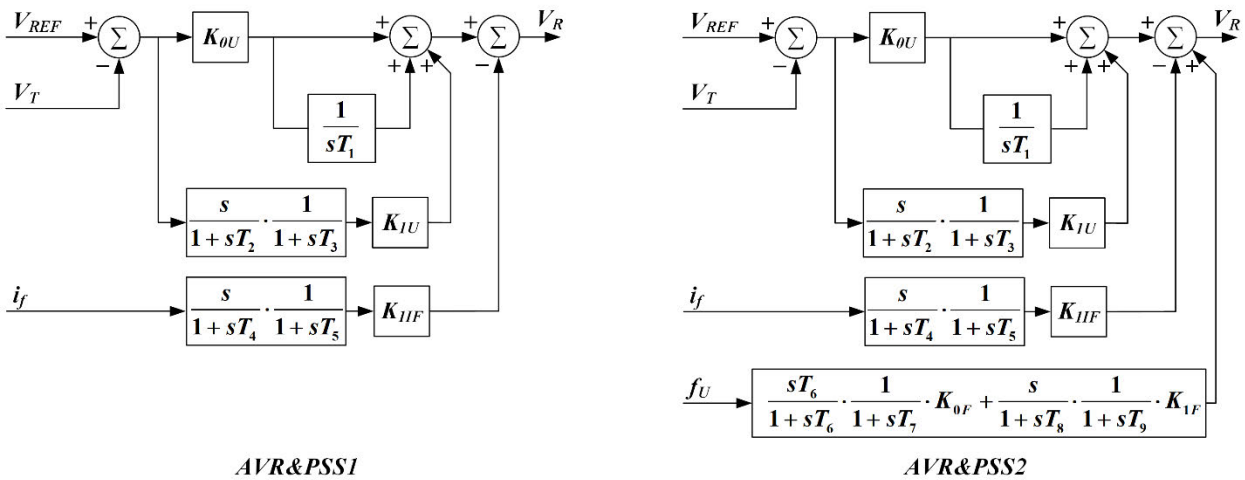 V_REF + Σ − K_0U + Σ + + + Σ − V_R
V_T
1/(sT_1)
s/(1 + sT_2) · 1/(1 + sT_3) K_1U
i_f s/(1 + sT_4) · 1/(1 + sT_5) K_1IF
AVR&PSS1
V_REF + Σ − K_0U + Σ + + + Σ − + V_R
V_T
1/(sT_1)
s/(1 + sT_2) · 1/(1 + sT_3) K_1U
i_f s/(1 + sT_4) · 1/(1 + sT_5) K_1IF
f_U sT_6/(1 + sT_6) · 1/(1 + sT_7) · K_0F + s/(1 + sT_8) · 1/(1 + sT_9) · K_1F
AVR&PSS2